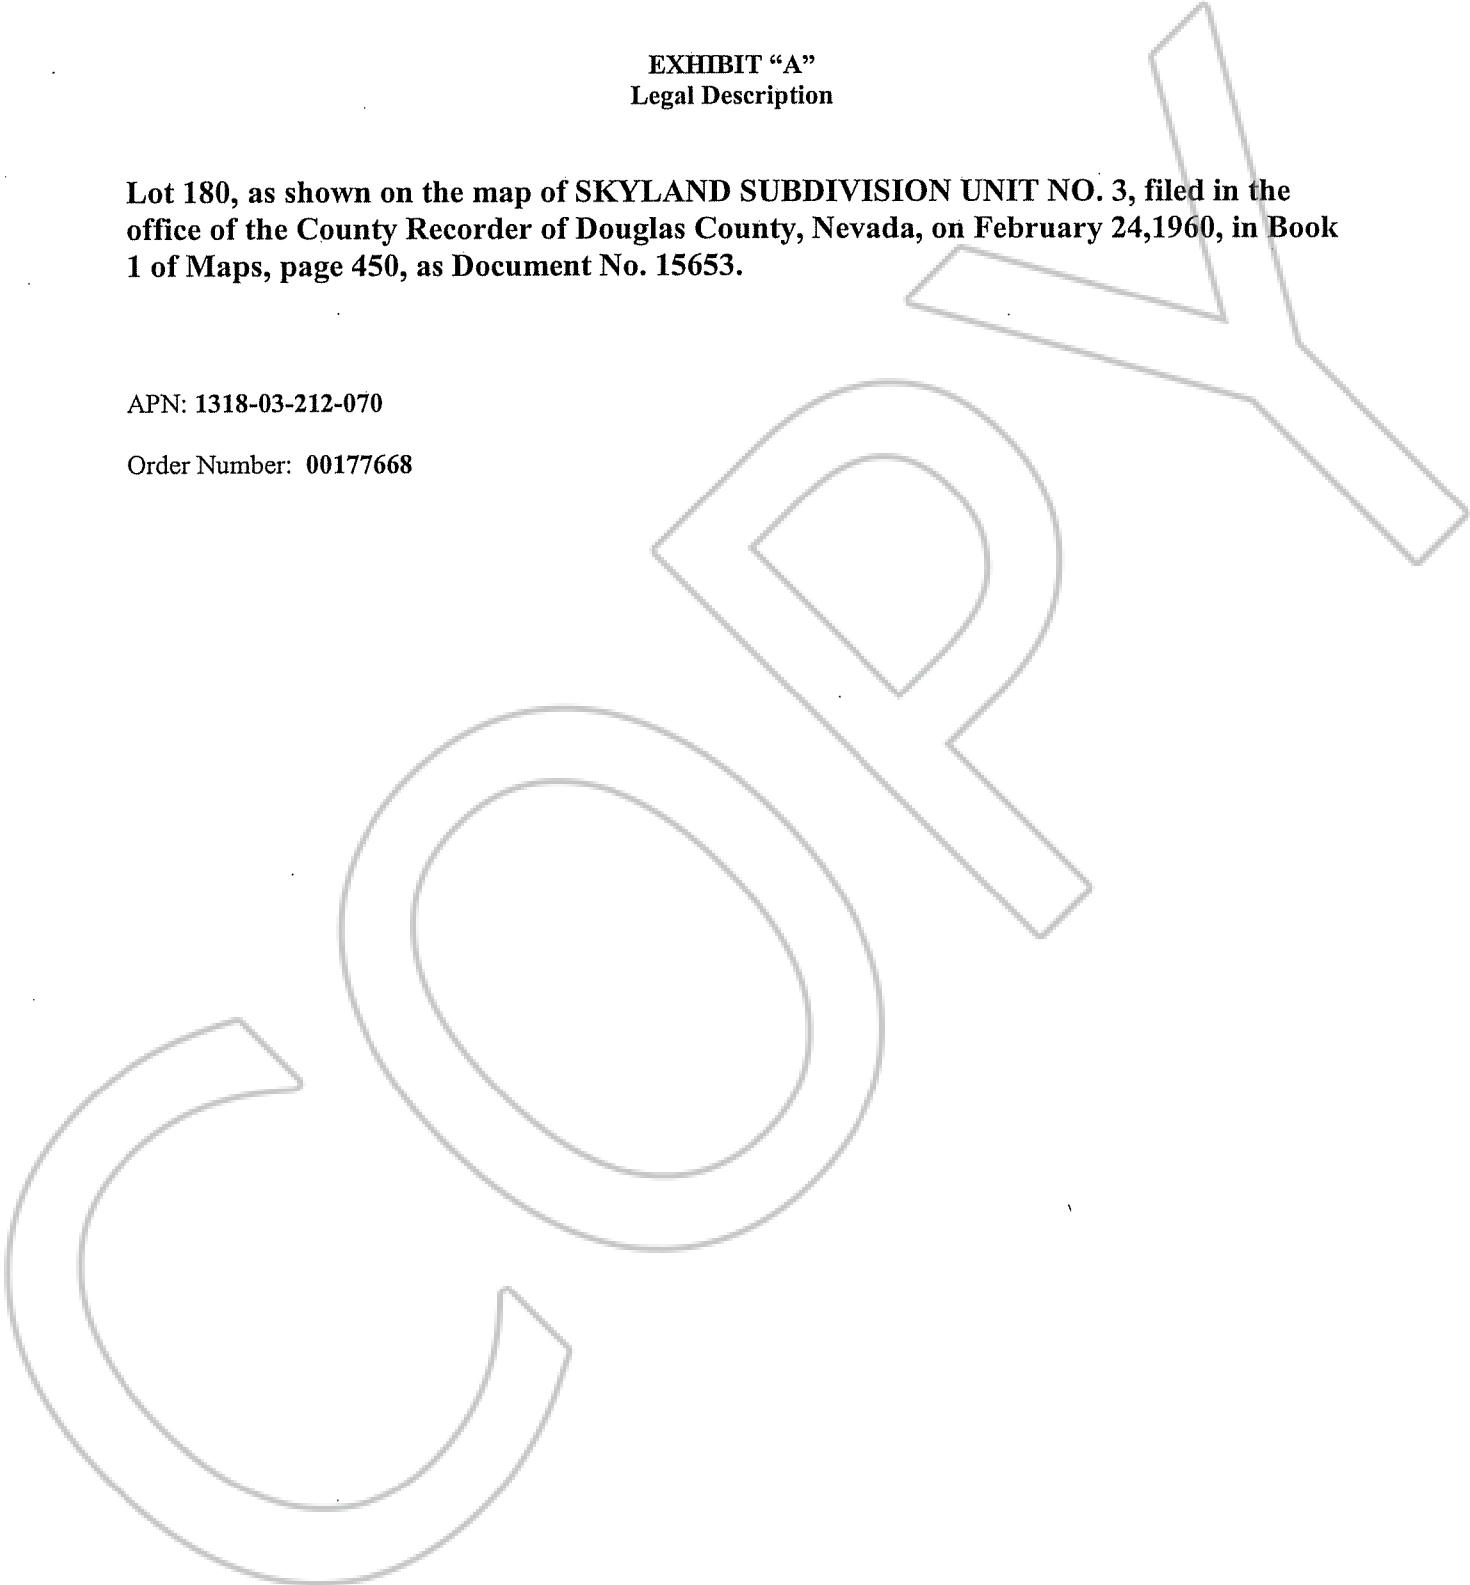 EXHIBIT “A”
Legal Description
Lot 180, as shown on the map of SKYLAND SUBDIVISION UNIT NO. 3, filed in the
office of the County Recorder of Douglas County, Nevada, on February 24,1960, in Book
1 of Maps, page 450, as Document No. 15653.
APN: 1318-03-212-070
Order Number: 00177668
COPY